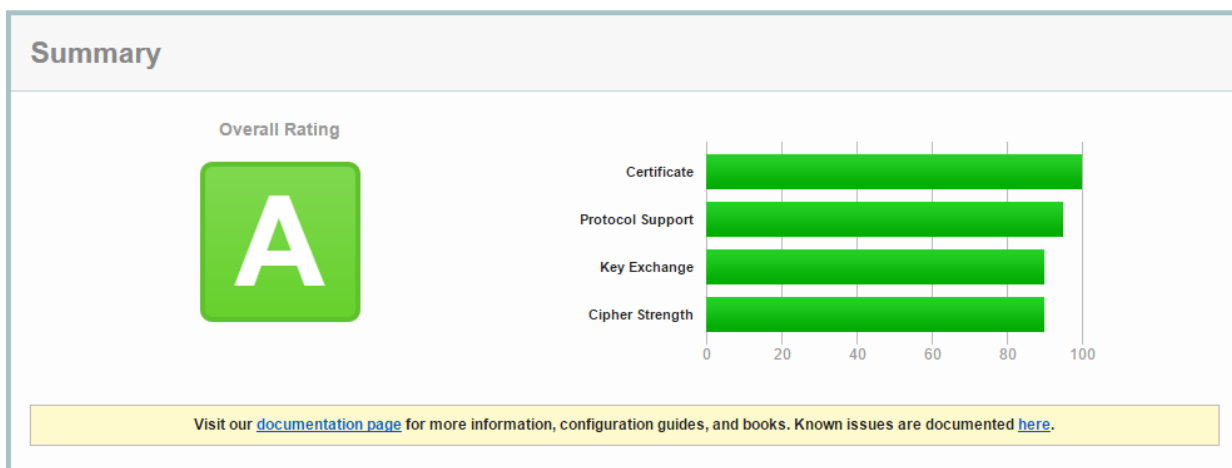 Summary
Overall Rating
A
Certificate
Protocol Support
Key Exchange
Cipher Strength
0 20 40 60 80 100
Visit our documentation page for more information, configuration guides, and books. Known issues are documented here.